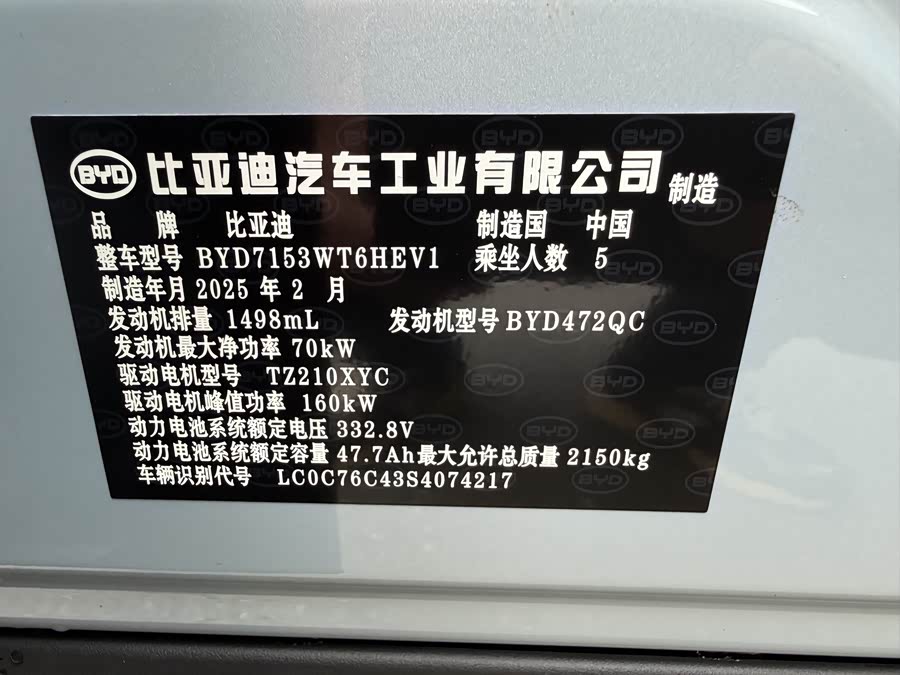 BYD 比亚迪汽车工业有限公司 制造
品 牌 比亚迪 制造国 中国
整车型号 BYD7153WT6HEV1 乘坐人数 5
制造年月 2025 年 2 月
发动机排量 1498mL 发动机型号 BYD472QC
发动机最大净功率 70kW
驱动电机型号 TZ210XYC
驱动电机峰值功率 160kW
动力电池系统额定电压 332.8V
动力电池系统额定容量 47.7Ah 最大允许总质量 2150kg
车辆识别代号 LC0C76C43S4074217